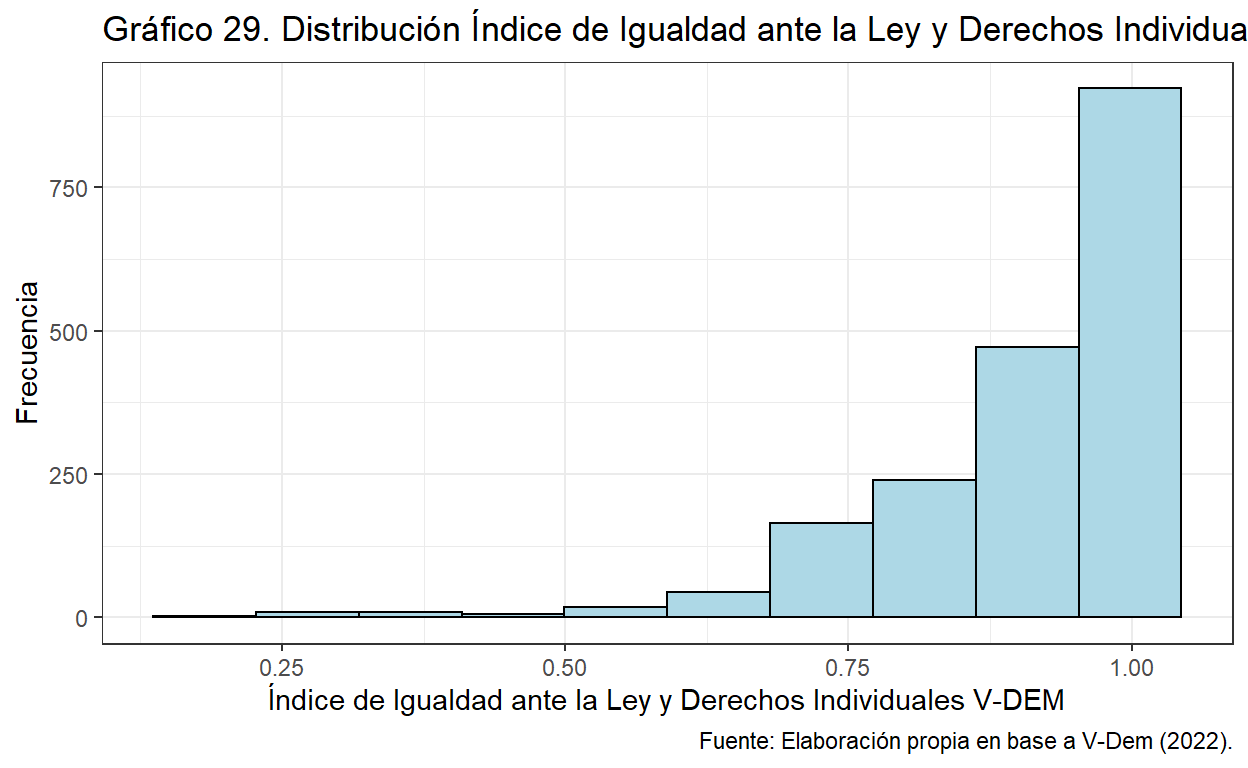 Gráfico 29. Distribución Índice de Igualdad ante la Ley y Derechos Individua
Frecuencia
750
500
250
0
0.25 0.50 0.75 1.00
Índice de Igualdad ante la Ley y Derechos Individuales V-DEM
Fuente: Elaboración propia en base a V-Dem (2022).